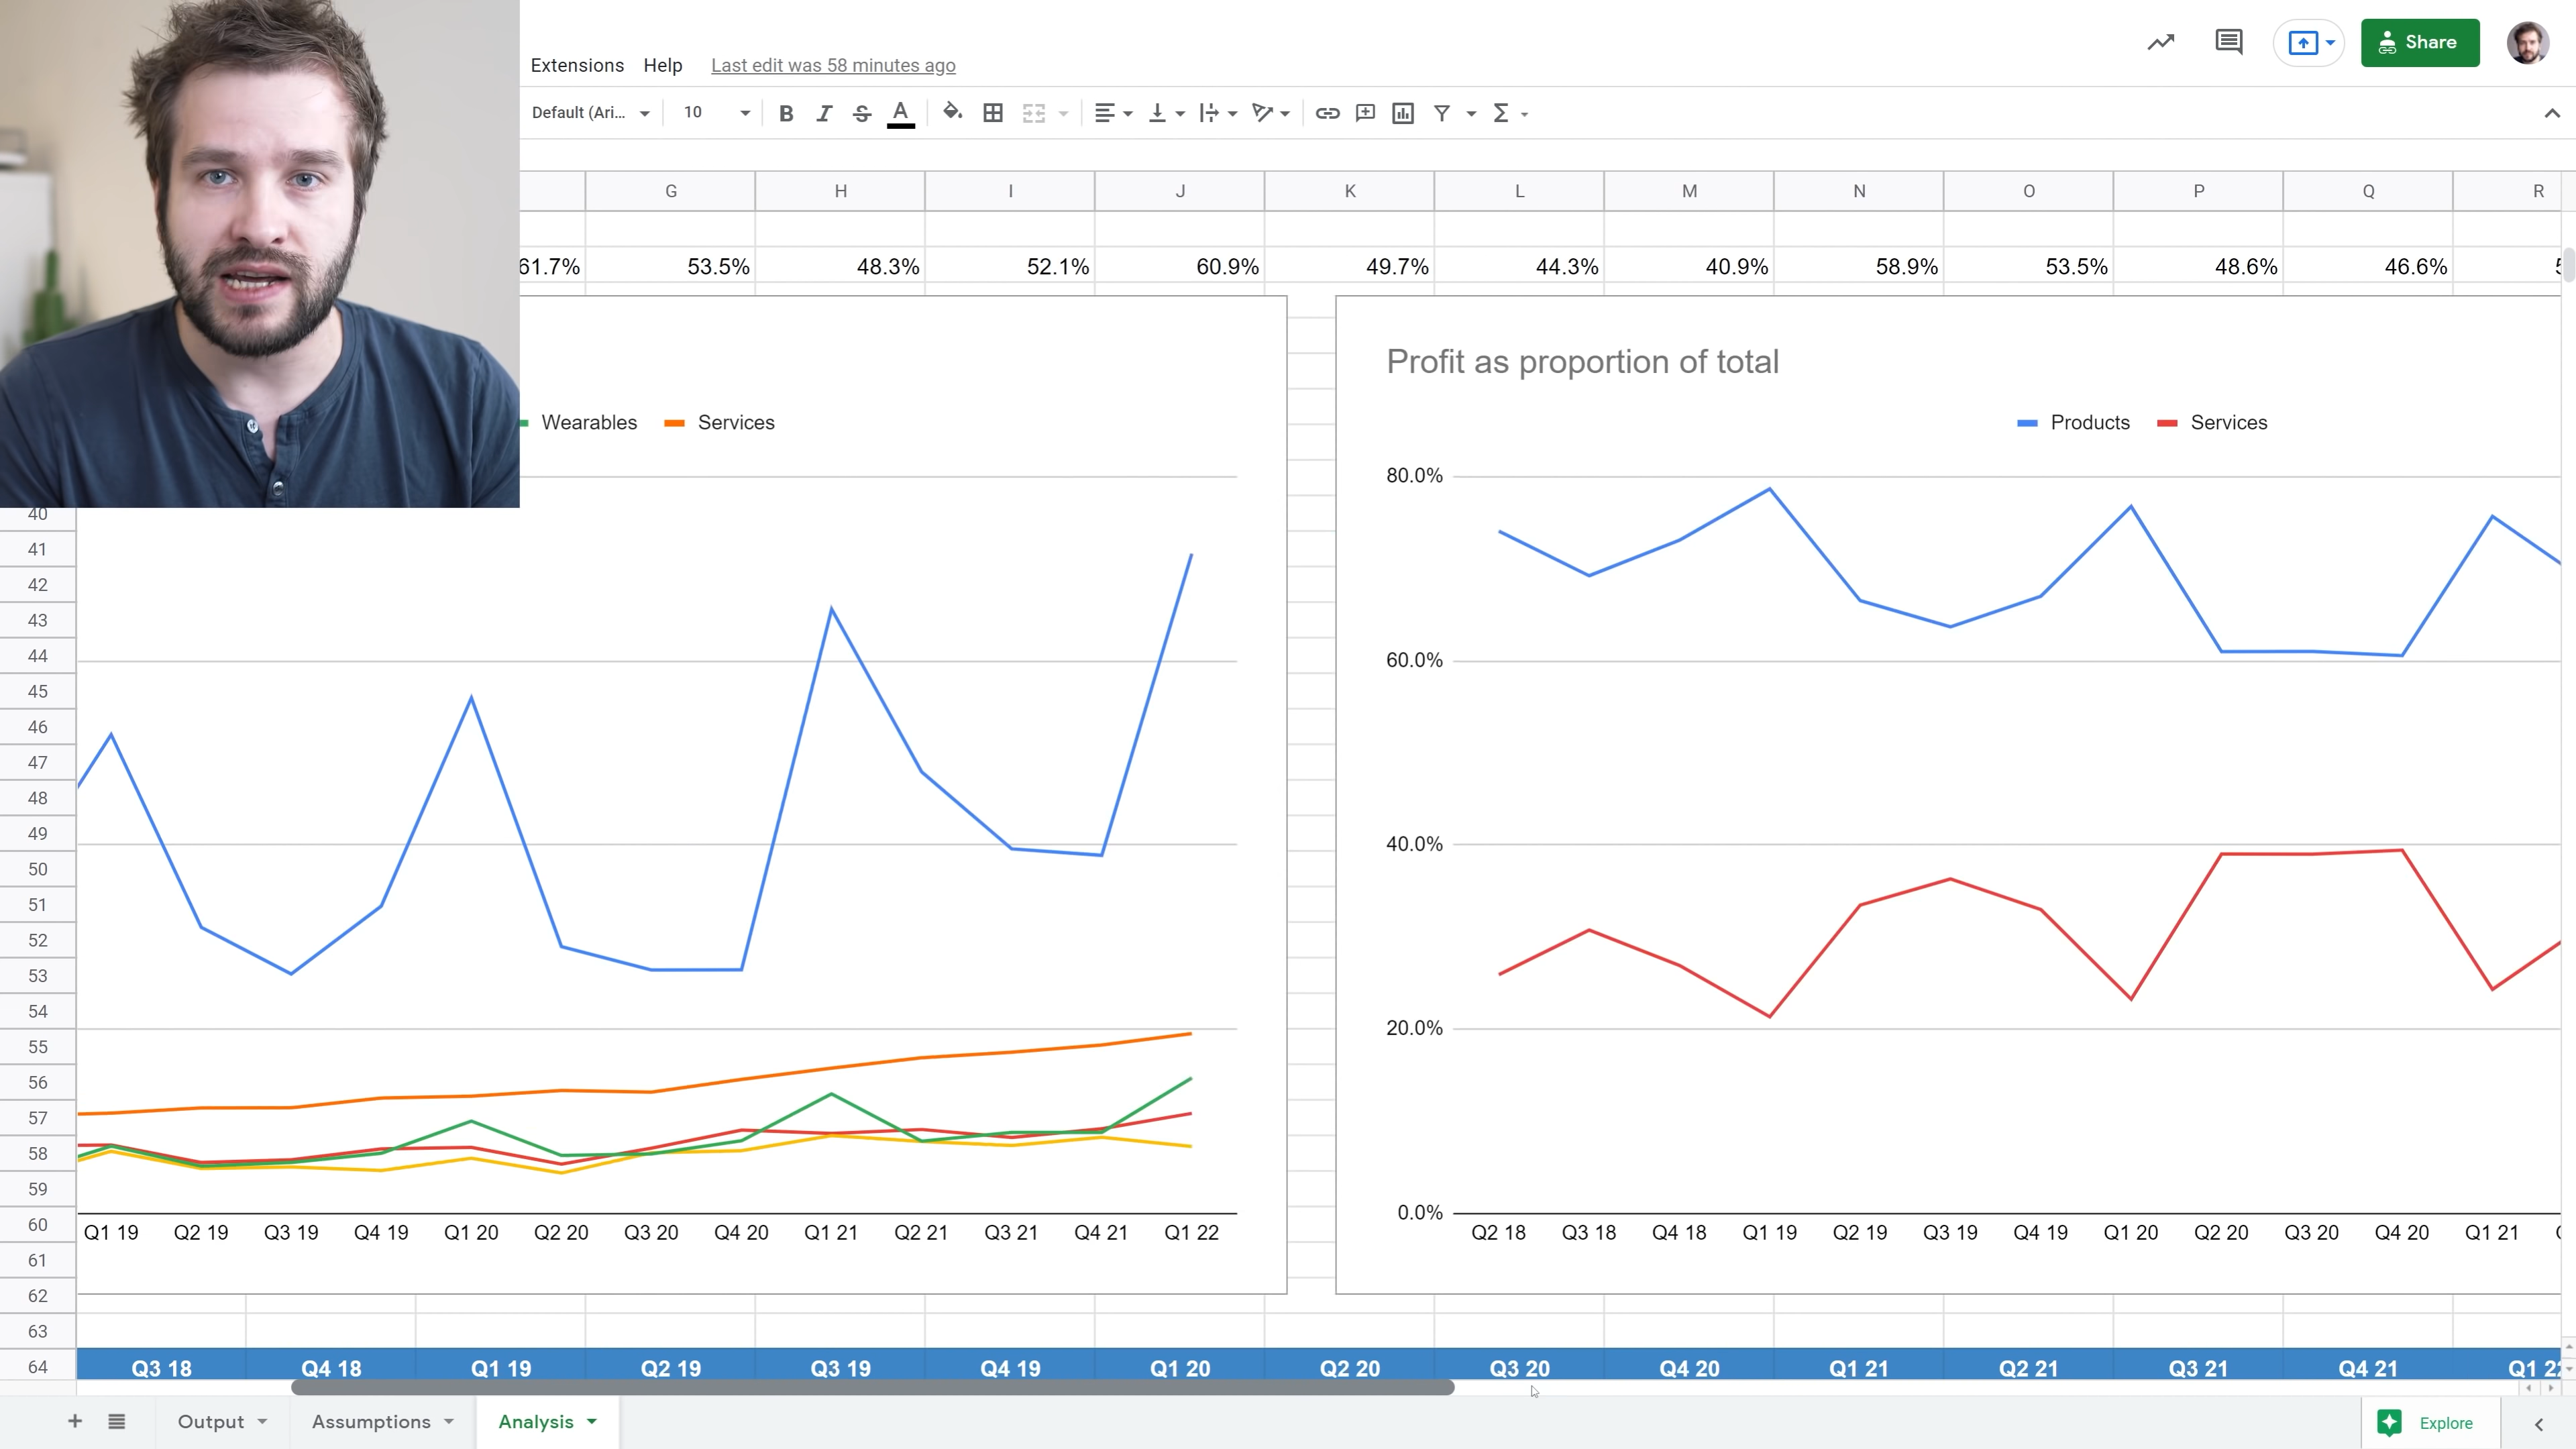 Extensions Help Last edit was 58 minutes ago
Share
Default (Ari... 10 B I S A
G H I J K L M N O P Q R
61.7% 53.5% 48.3% 52.1% 60.9% 49.7% 44.3% 40.9% 58.9% 53.5% 48.6% 46.6%
Wearables Services
40
41
42
43
44
45
46
47
48
49
50
51
52
53
54
55
56
57
58
59
60
61
62
63
64
Q1 19 Q2 19 Q3 19 Q4 19 Q1 20 Q2 20 Q3 20 Q4 20 Q1 21 Q2 21 Q3 21 Q4 21 Q1 22
Profit as proportion of total
Products Services
80.0%
60.0%
40.0%
20.0%
0.0%
Q2 18 Q3 18 Q4 18 Q1 19 Q2 19 Q3 19 Q4 19 Q1 20 Q2 20 Q3 20 Q4 20 Q1 21
Q3 18 Q4 18 Q1 19 Q2 19 Q3 19 Q4 19 Q1 20 Q2 20 Q3 20 Q4 20 Q1 21 Q2 21 Q3 21 Q4 21 Q1 22
Output Assumptions Analysis
Explore